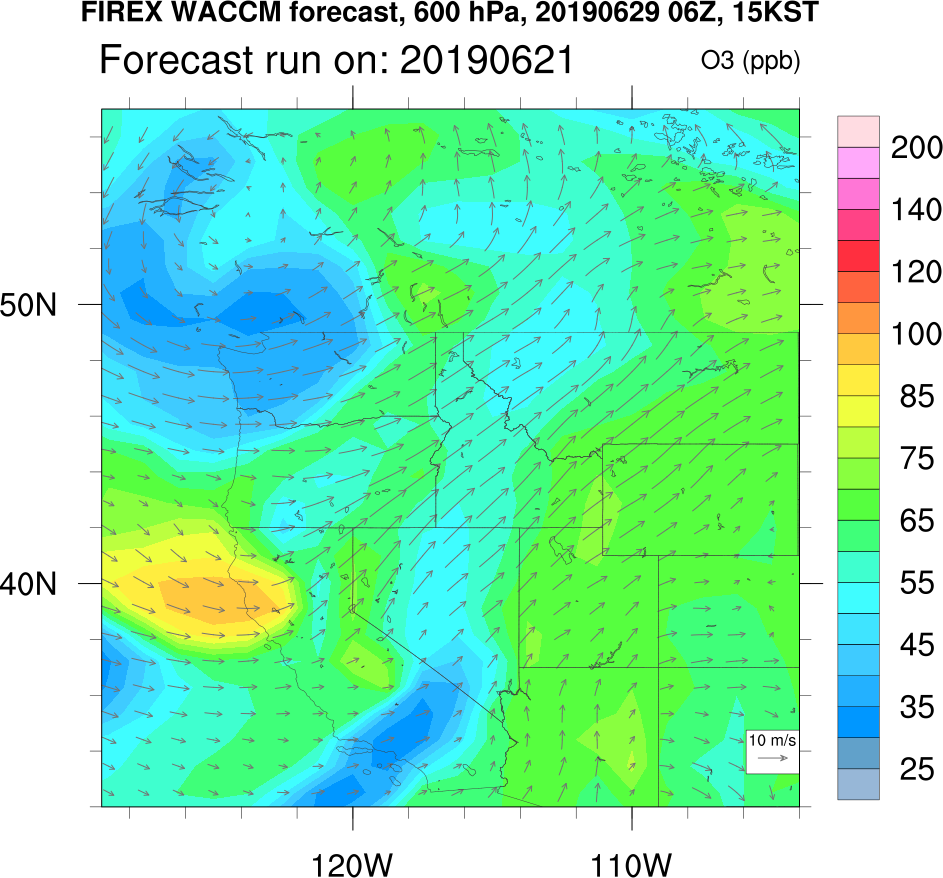 FIREX WACCM forecast, 600 hPa, 20190629 06Z, 15KST
Forecast run on: 20190621
O3 (ppb)
200
140
120
100
85
75
65
55
45
35
25
50N
40N
10 m/s
120W
110W